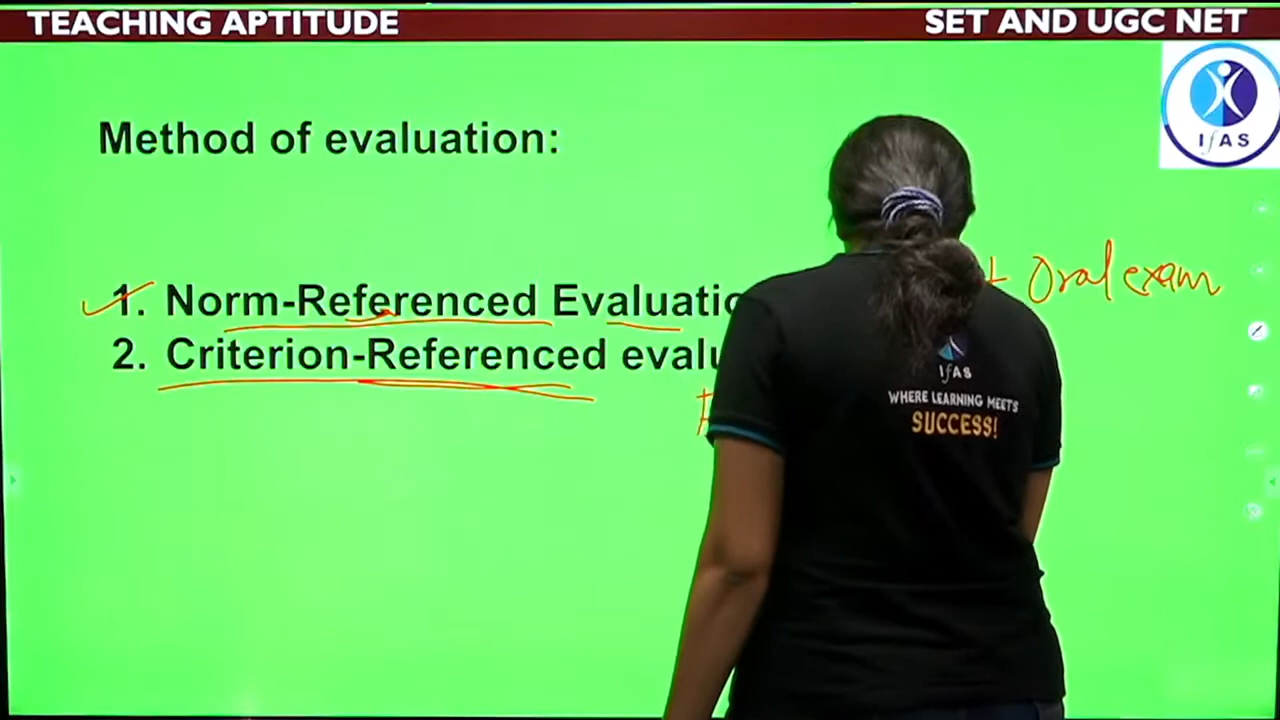 TEACHING APTITUDE
SET AND UGC NET
IfAS
Method of evaluation:
1. Norm-Referenced Evaluatio
+ Oral exam
2. Criterion-Referenced evalu
IfAS
WHERE LEARNING MEETS
SUCCESS!